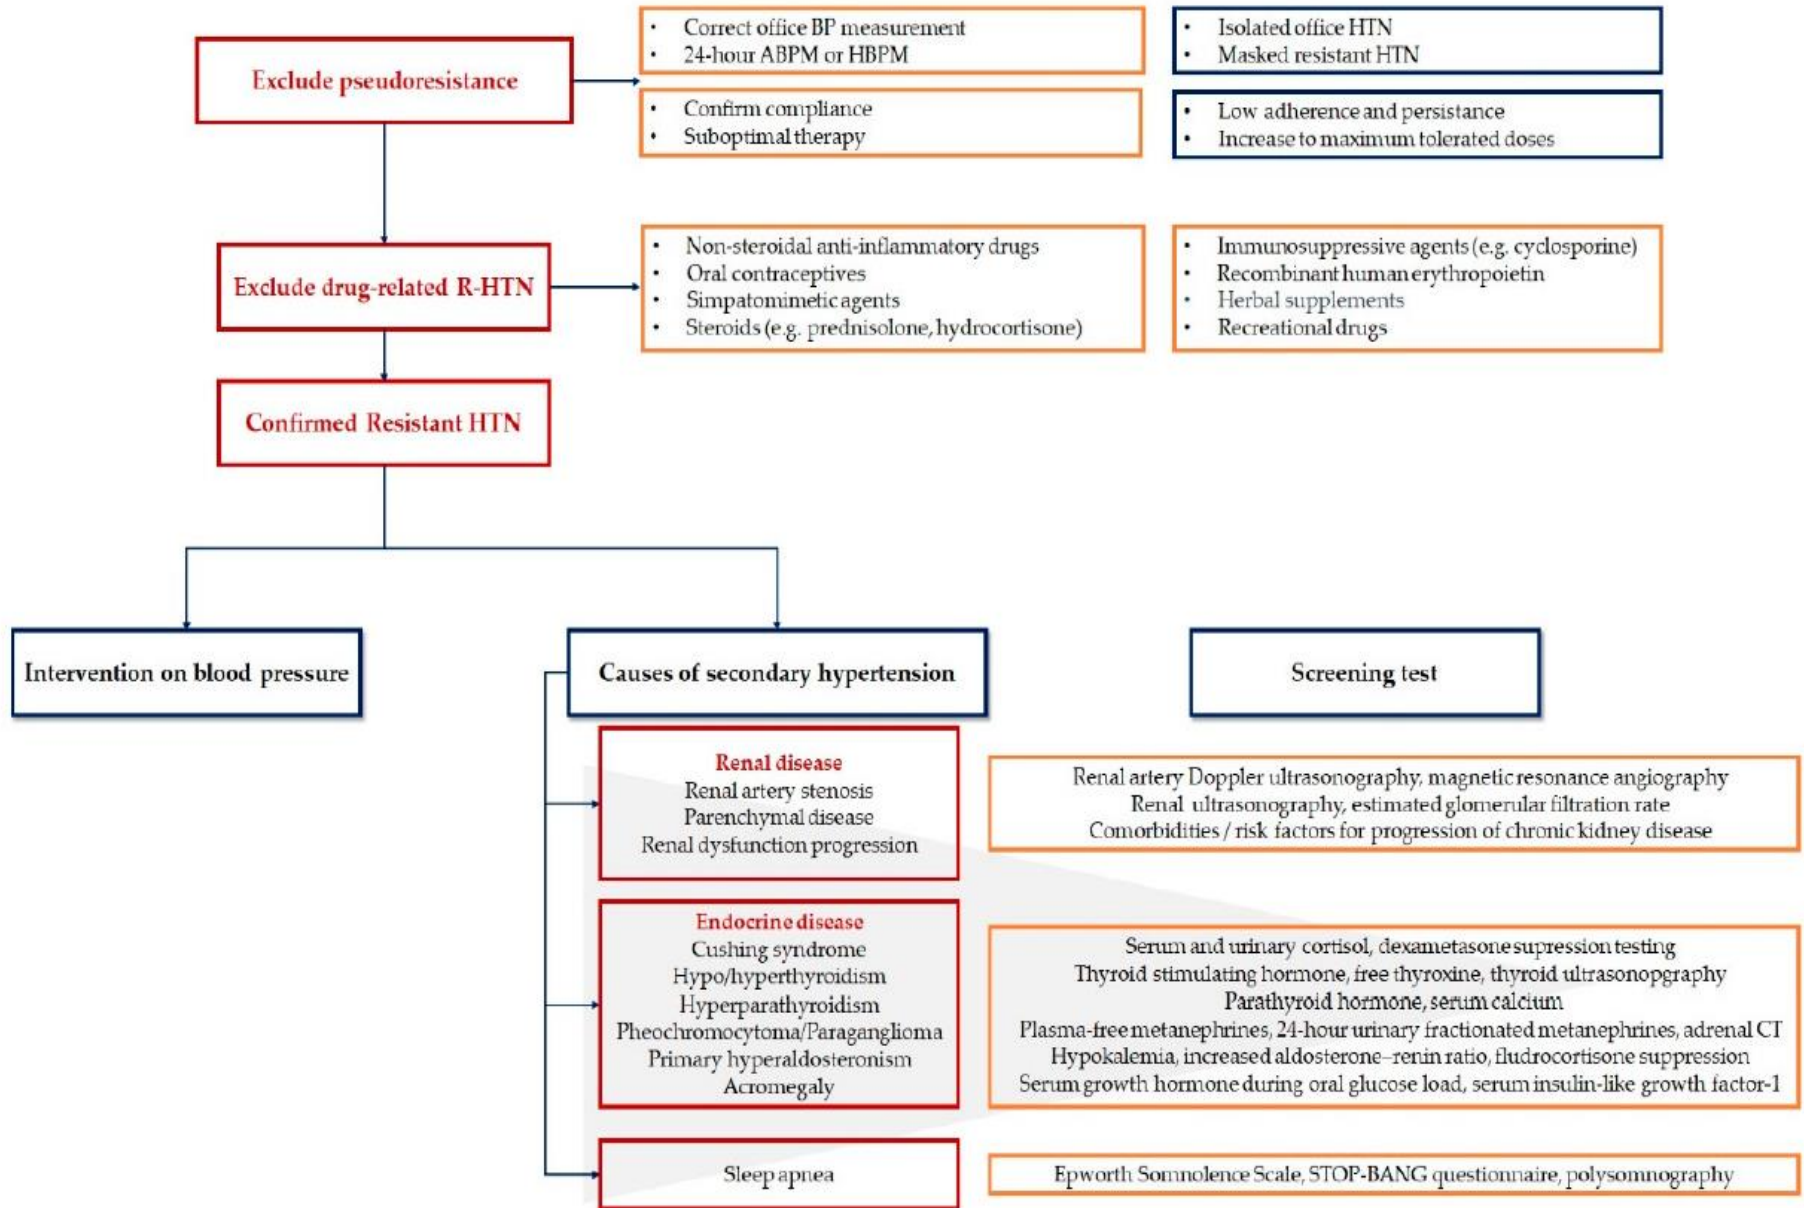 Exclude pseudoresistance
• Correct office BP measurement
• 24-hour ABPM or HBPM
• Isolated office HTN
• Masked resistant HTN
• Confirm compliance
• Suboptimal therapy
• Low adherence and persistance
• Increase to maximum tolerated doses
Exclude drug-related R-HTN
• Non-steroidal anti-inflammatory drugs
• Oral contraceptives
• Simpatomimetic agents
• Steroids (e.g. prednisolone, hydrocortisone)
• Immunosuppressive agents (e.g. cyclosporine)
• Recombinant human erythropoietin
• Herbal supplements
• Recreational drugs
Confirmed Resistant HTN
Intervention on blood pressure
Causes of secondary hypertension
Screening test
Renal disease
Renal artery stenosis
Parenchymal disease
Renal dysfunction progression
Renal artery Doppler ultrasonography, magnetic resonance angiography
Renal ultrasonography, estimated glomerular filtration rate
Comorbidities / risk factors for progression of chronic kidney disease
Endocrine disease
Cushing syndrome
Hypo/hyperthyroidism
Hyperparathyroidism
Pheochromocytoma/Paraganglioma
Primary hyperaldosteronism
Acromegaly
Serum and urinary cortisol, dexametasone supression testing
Thyroid stimulating hormone, free thyroxine, thyroid ultrasonopgraphy
Parathyroid hormone, serum calcium
Plasma-free metanephrines, 24-hour urinary fractionated metanephrines, adrenal CT
Hypokalemia, increased aldosterone–renin ratio, fludrocortisone suppression
Serum growth hormone during oral glucose load, serum insulin-like growth factor-1
Sleep apnea
Epworth Somnolence Scale, STOP-BANG questionnaire, polysomnography